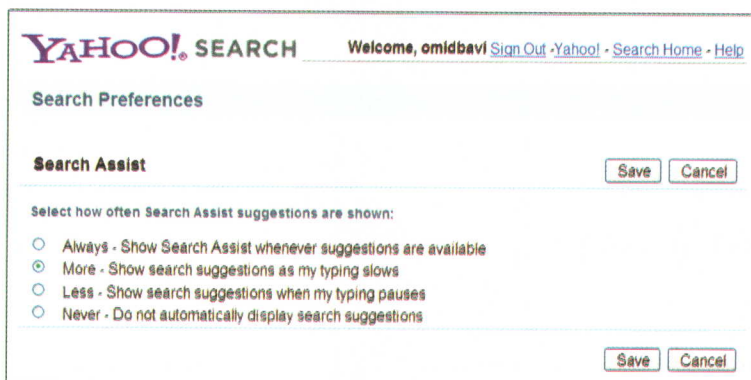 YAHOO!® SEARCH Welcome, omidbavi Sign Out - Yahoo! - Search Home - Help
Search Preferences
Search Assist Save Cancel
Select how often Search Assist suggestions are shown:
Always - Show Search Assist whenever suggestions are available
More - Show search suggestions as my typing slows
Less - Show search suggestions when my typing pauses
Never - Do not automatically display search suggestions
Save Cancel